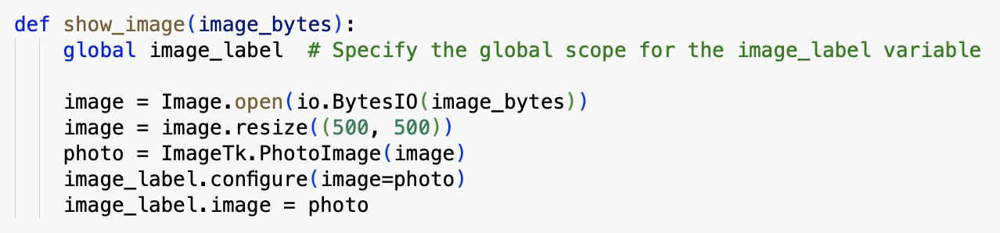 def show_image(image_bytes):
    global image_label  # Specify the global scope for the image_label variable

    image = Image.open(io.BytesIO(image_bytes))
    image = image.resize((500, 500))
    photo = ImageTk.PhotoImage(image)
    image_label.configure(image=photo)
    image_label.image = photo